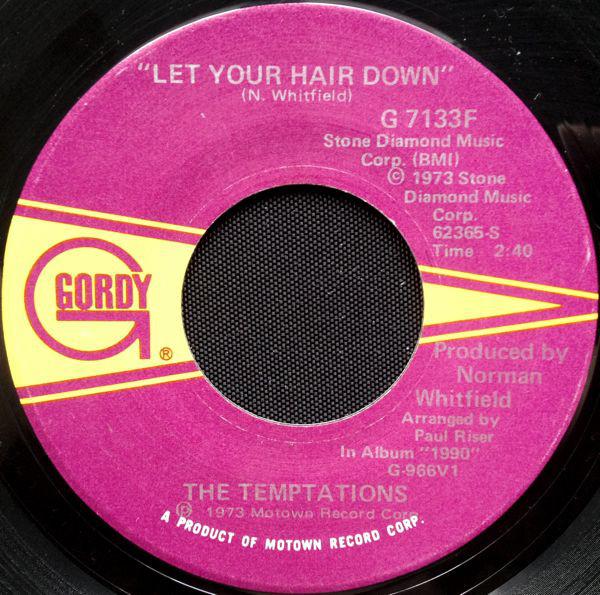 "LET YOUR HAIR DOWN"
(N. Whitfield)
G 7133F
Stone Diamond Music
Corp. (BMI)
© 1973 Stone
Diamond Music
Corp.
62365-S
Time 2:40
GORDY
®
Produced by
Norman
Whitfield
Arranged by
Paul Riser
In Album "1990"
G-966V1
THE TEMPTATIONS
℗ 1973 Motown Record Corp.
A PRODUCT OF MOTOWN RECORD CORP.